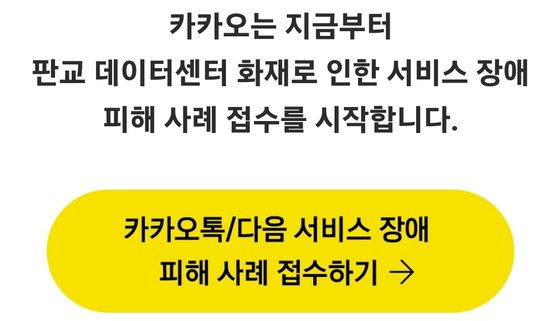 카카오는 지금부터
판교 데이터센터 화재로 인한 서비스 장애
피해 사례 접수를 시작합니다.
카카오톡/다음 서비스 장애
피해 사례 접수하기 →